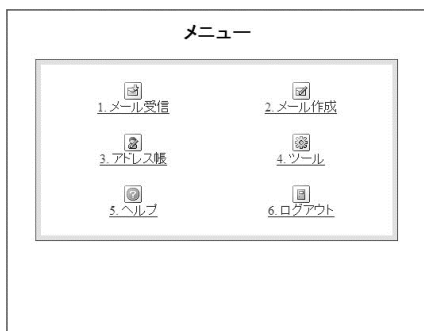 メニュー
1. メール受信
2. メール作成
3. アドレス帳
4. ツール
5. ヘルプ
6. ログアウト